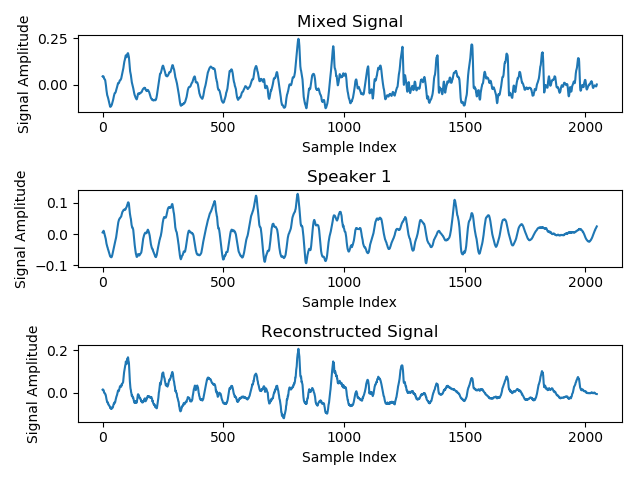 Mixed Signal
Signal Amplitude
0.25
0.00
0
500
1000
1500
2000
Sample Index
Speaker 1
Signal Amplitude
0.1
0.0
−0.1
0
500
1000
1500
2000
Sample Index
Reconstructed Signal
Signal Amplitude
0.2
0.0
0
500
1000
1500
2000
Sample Index